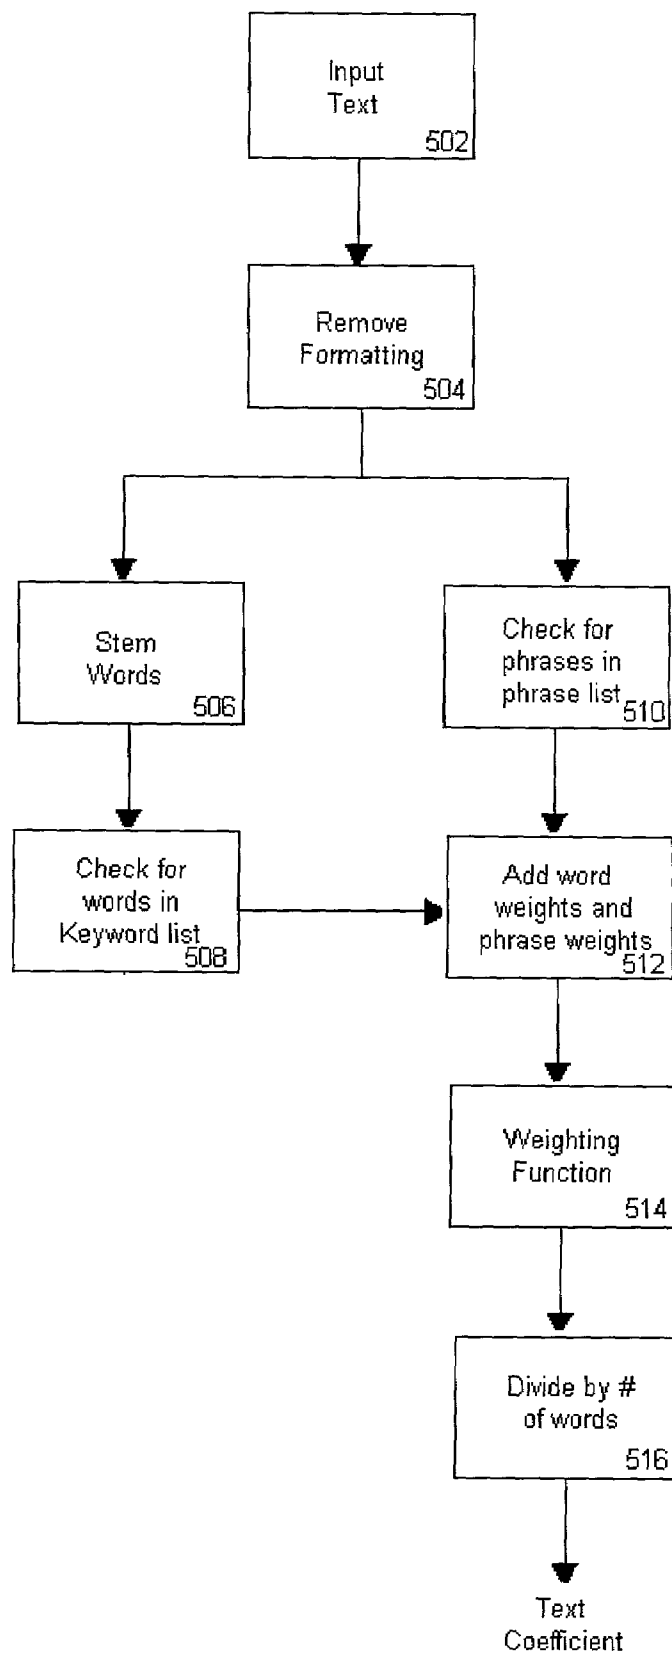 Input
Text
502
Remove
Formatting
504
Stem
Words
506
Check for
phrases in
phrase list
510
Check for
words in
Keyword list
508
Add word
weights and
phrase weights
512
Weighting
Function
514
Divide by #
of words
516
Text
Coefficient